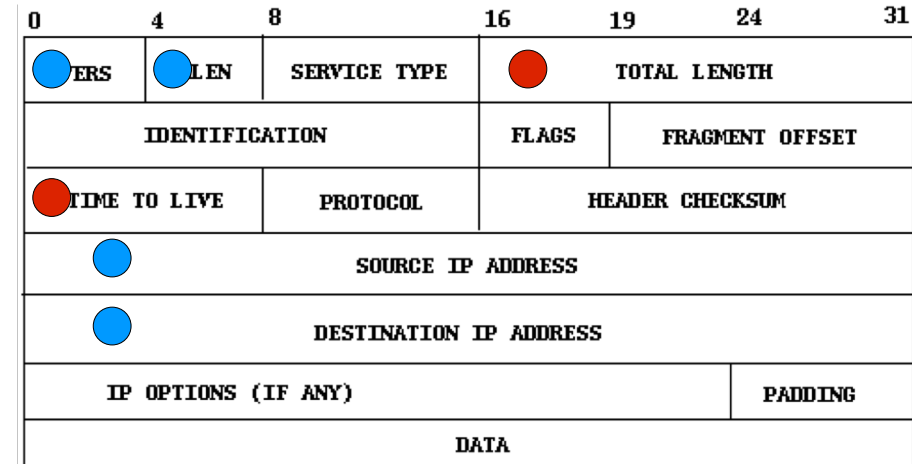 0 4 8 16 19 24 31
ERS LEN SERVICE TYPE TOTAL LENGTH
IDENTIFICATION FLAGS FRAGMENT OFFSET
TIME TO LIVE PROTOCOL HEADER CHECKSUM
SOURCE IP ADDRESS
DESTINATION IP ADDRESS
IP OPTIONS (IF ANY) PADDING
DATA